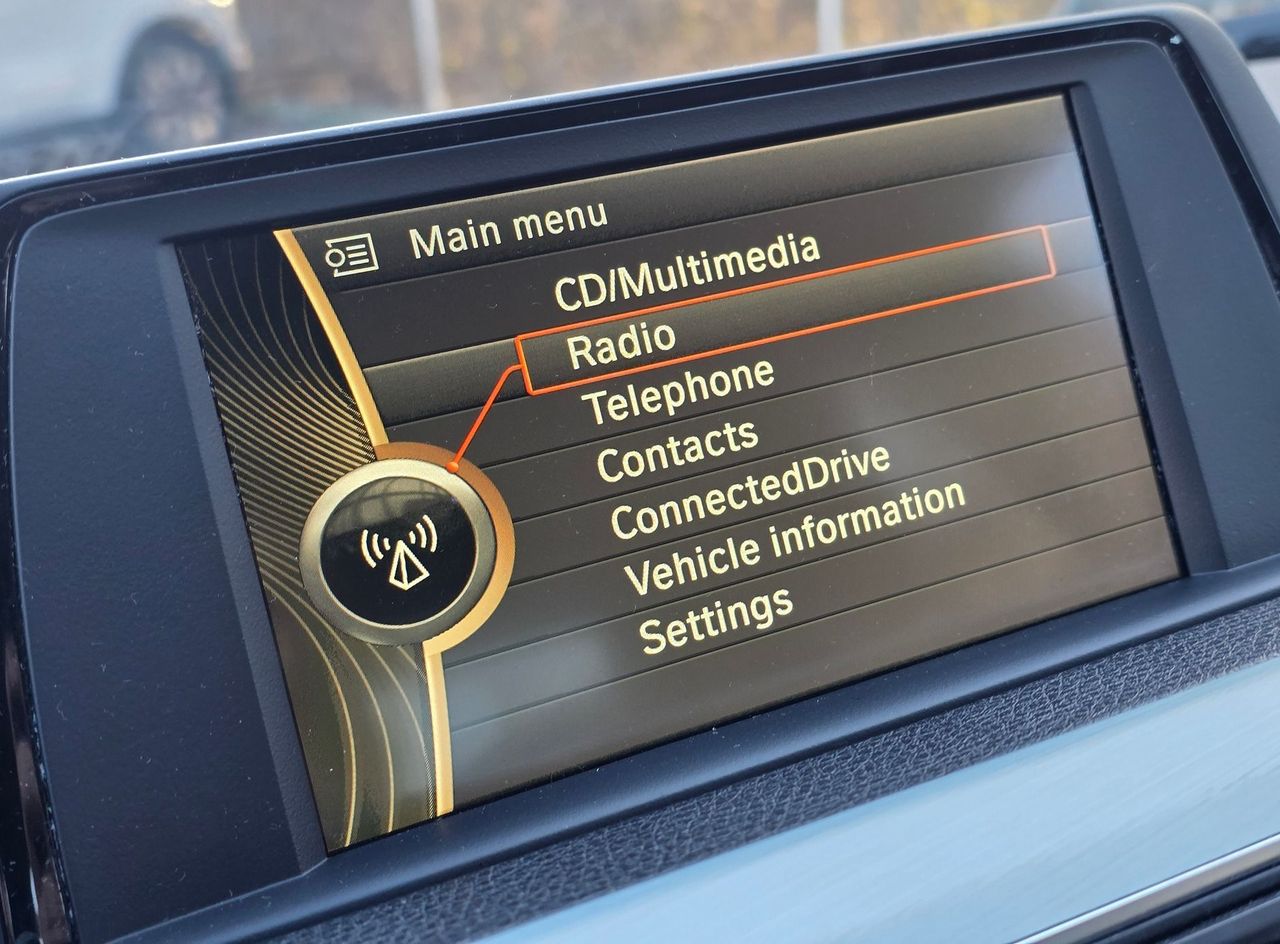 Main menu
CD/Multimedia
Radio
Telephone
Contacts
ConnectedDrive
Vehicle information
Settings